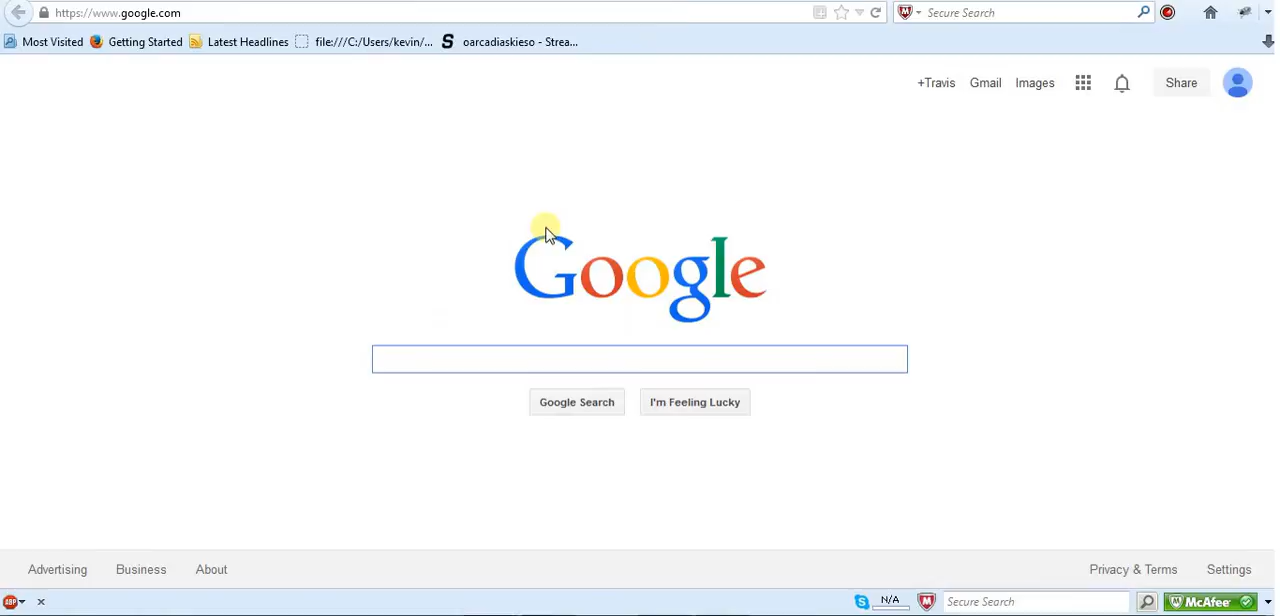 https://www.google.com
Secure Search
Most Visited Getting Started Latest Headlines file:///C:/Users/kevin/... S oarcadiaskieso - Strea...
+Travis Gmail Images Share
Google
Google Search I'm Feeling Lucky
Advertising Business About Privacy & Terms Settings
ABP N/A Secure Search McAfee